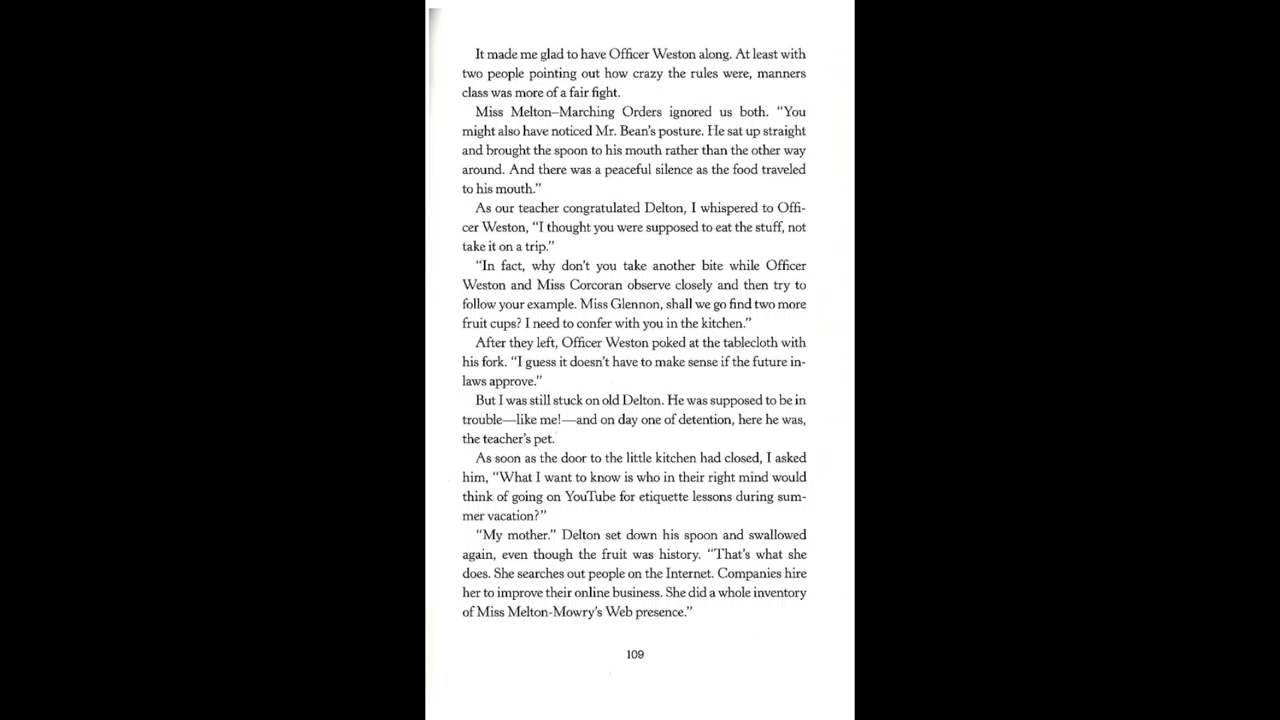 It made me glad to have Officer Weston along. At least with
two people pointing out how crazy the rules were, manners
class was more of a fair fight.
Miss Melton–Marching Orders ignored us both. “You
might also have noticed Mr. Bean’s posture. He sat up straight
and brought the spoon to his mouth rather than the other way
around. And there was a peaceful silence as the food traveled
to his mouth.”
As our teacher congratulated Delton, I whispered to Offi-
cer Weston, “I thought you were supposed to eat the stuff, not
take it on a trip.”
“In fact, why don’t you take another bite while Officer
Weston and Miss Corcoran observe closely and then try to
follow your example. Miss Glennon, shall we go find two more
fruit cups? I need to confer with you in the kitchen.”
After they left, Officer Weston poked at the tablecloth with
his fork. “I guess it doesn’t have to make sense if the future in-
laws approve.”
But I was still stuck on old Delton. He was supposed to be in
trouble—like me!—and on day one of detention, here he was,
the teacher’s pet.
As soon as the door to the little kitchen had closed, I asked
him, “What I want to know is who in their right mind would
think of going on YouTube for etiquette lessons during sum-
mer vacation?”
“My mother.” Delton set down his spoon and swallowed
again, even though the fruit was history. “That’s what she
does. She searches out people on the Internet. Companies hire
her to improve their online business. She did a whole inventory
of Miss Melton-Mowry’s Web presence.”
109